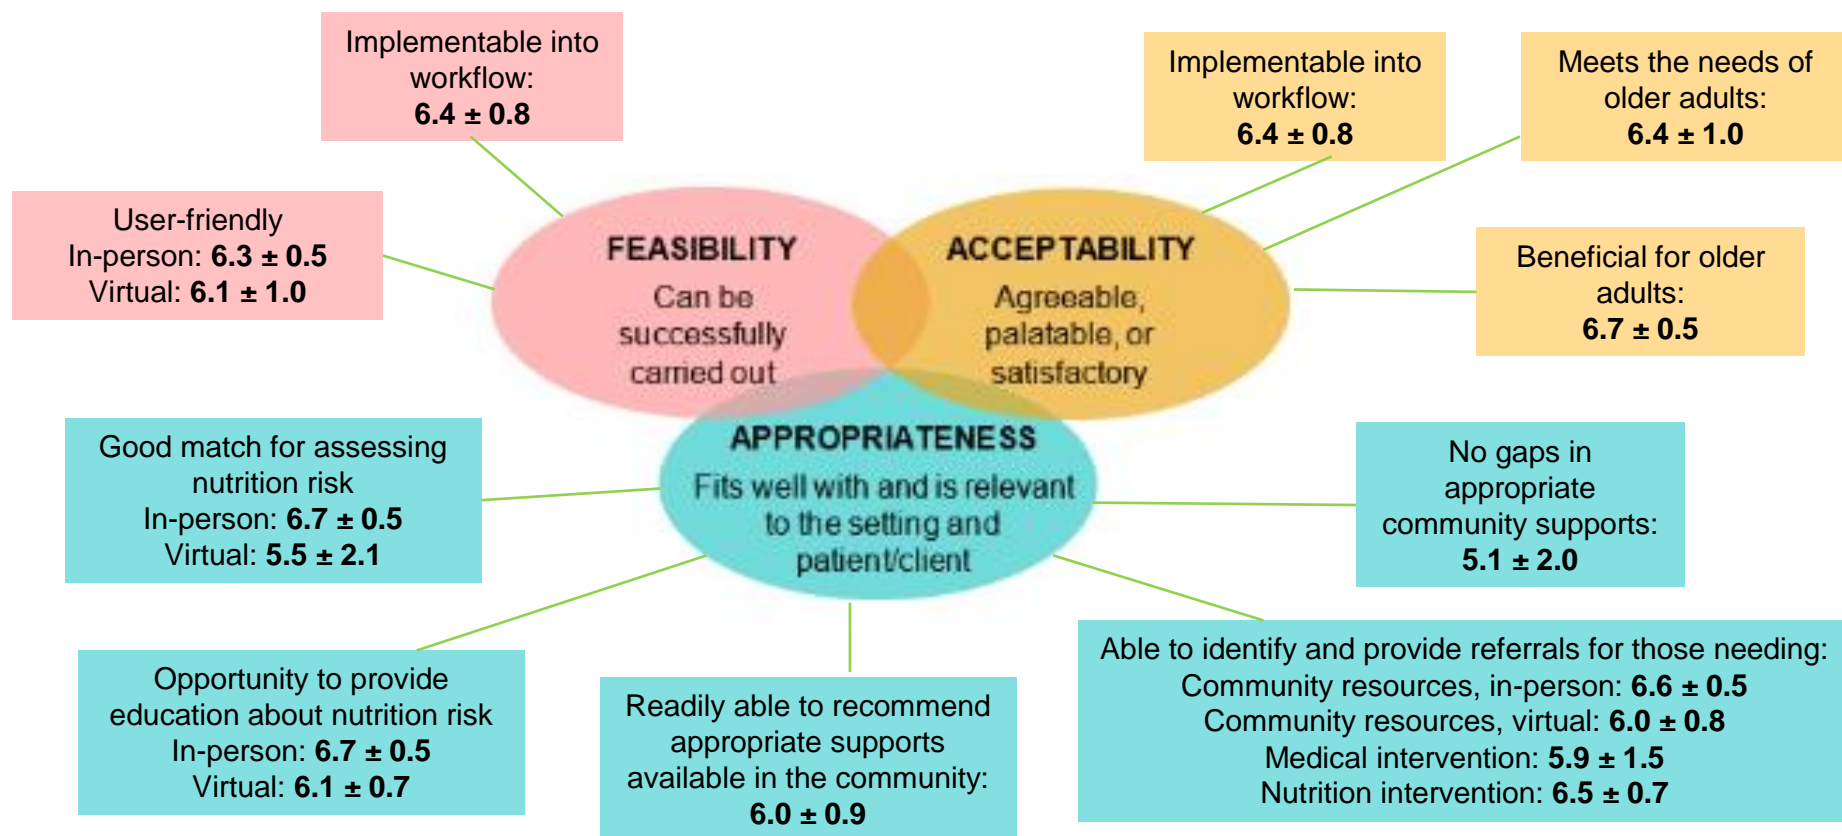 Implementable into
workflow:
6.4 ± 0.8
Implementable into
workflow:
6.4 ± 0.8
Meets the needs of
older adults:
6.4 ± 1.0
User-friendly
In-person: 6.3 ± 0.5
Virtual: 6.1 ± 1.0
FEASIBILITY
Can be
successfully
carried out
ACCEPTABILITY
Agreeable,
palatable, or
satisfactory
Beneficial for older
adults:
6.7 ± 0.5
Good match for assessing
nutrition risk
In-person: 6.7 ± 0.5
Virtual: 5.5 ± 2.1
APPROPRIATENESS
Fits well with and is relevant
to the setting and
patient/client
No gaps in
appropriate
community supports:
5.1 ± 2.0
Opportunity to provide
education about nutrition risk
In-person: 6.7 ± 0.5
Virtual: 6.1 ± 0.7
Readily able to recommend
appropriate supports
available in the community:
6.0 ± 0.9
Able to identify and provide referrals for those needing:
Community resources, in-person: 6.6 ± 0.5
Community resources, virtual: 6.0 ± 0.8
Medical intervention: 5.9 ± 1.5
Nutrition intervention: 6.5 ± 0.7